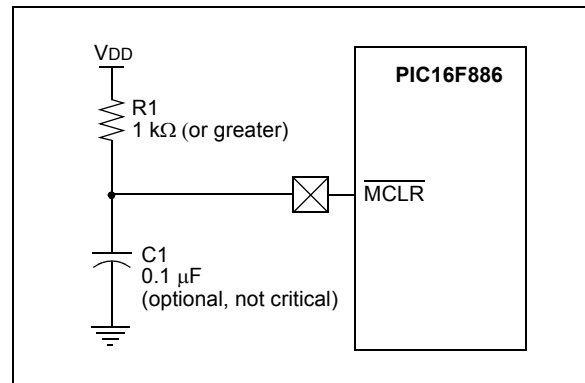 VDD
PIC16F886
R1
1 kΩ (or greater)
MCLR
C1
0.1 μF
(optional, not critical)